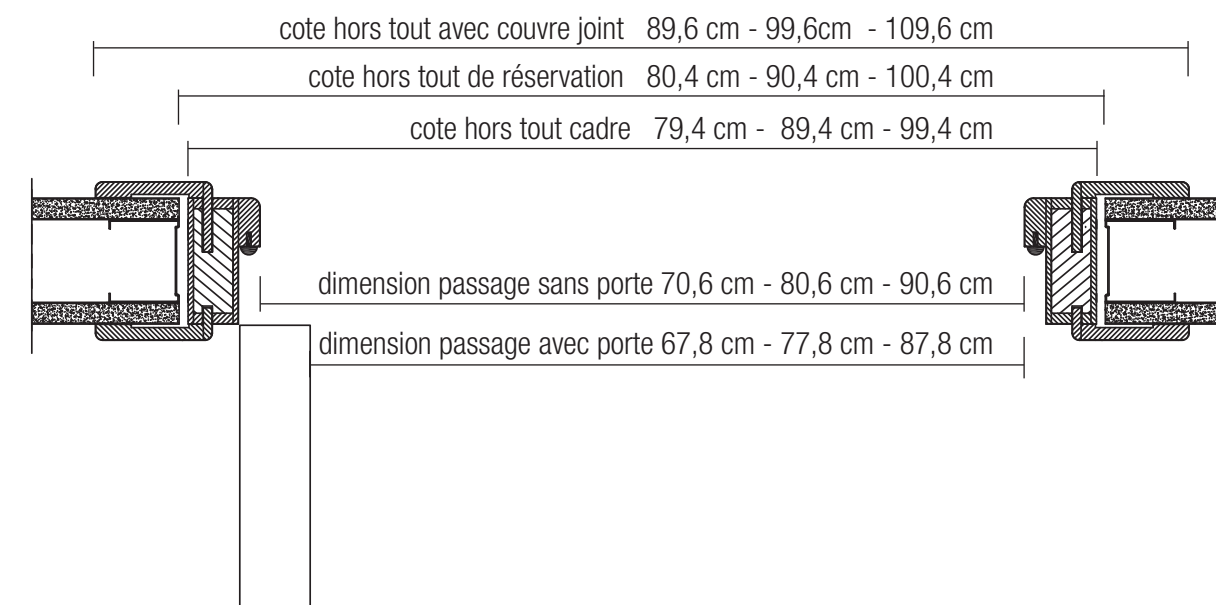 cote hors tout avec couvre joint 89,6 cm - 99,6cm - 109,6 cm
cote hors tout de réservation 80,4 cm - 90,4 cm - 100,4 cm
cote hors tout cadre 79,4 cm - 89,4 cm - 99,4 cm
dimension passage sans porte 70,6 cm - 80,6 cm - 90,6 cm
dimension passage avec porte 67,8 cm - 77,8 cm - 87,8 cm